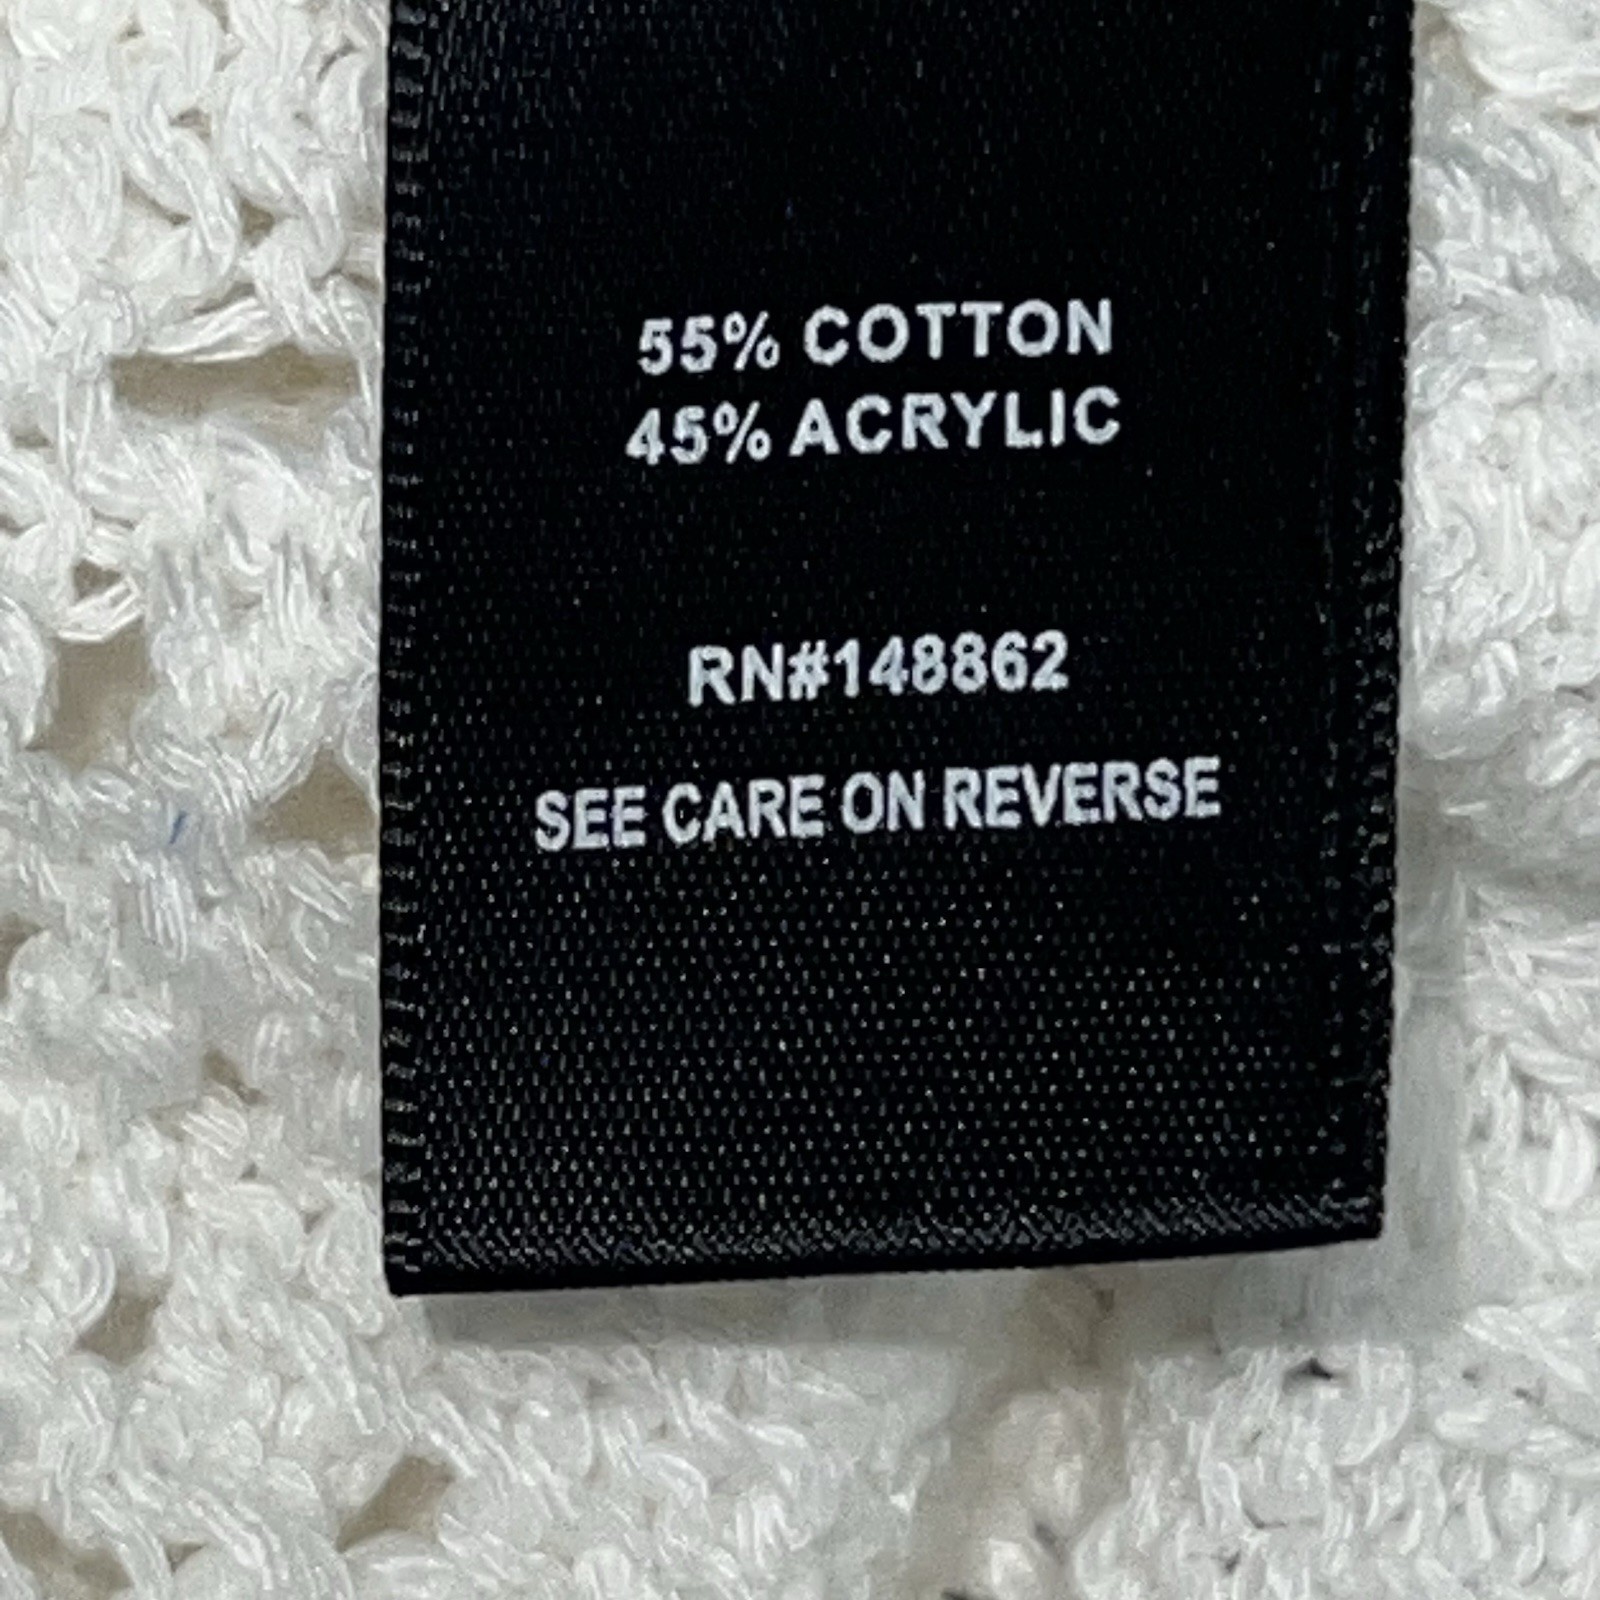 55% COTTON
45% ACRYLIC
RN#148862
SEE CARE ON REVERSE